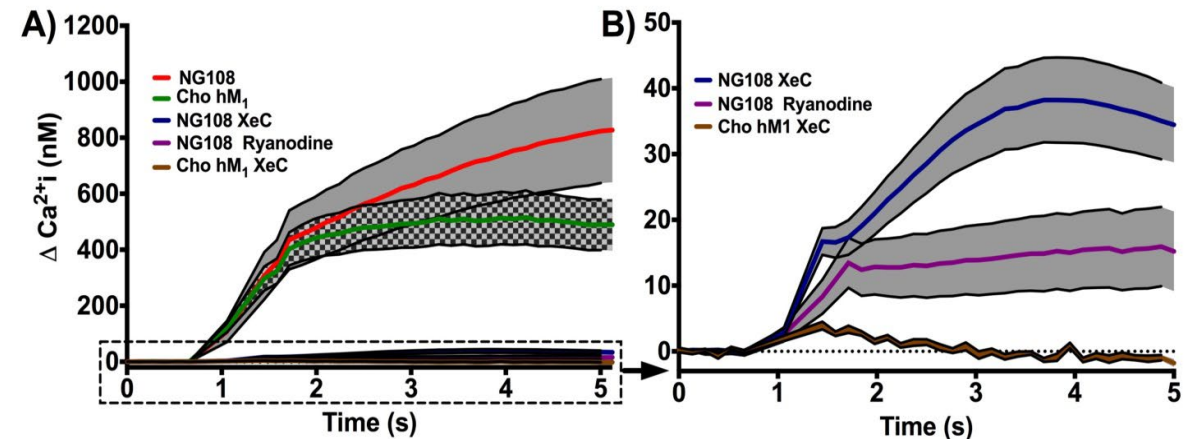 A)
Δ Ca²⁺i (nM)
1200
1000
800
600
400
200
0
NG108
Cho hM₁
NG108 XeC
NG108 Ryanodine
Cho hM₁ XeC
0 1 2 3 4 5
Time (s)
B)
50
40
30
20
10
0
NG108 XeC
NG108 Ryanodine
Cho hM1 XeC
0 1 2 3 4 5
Time (s)